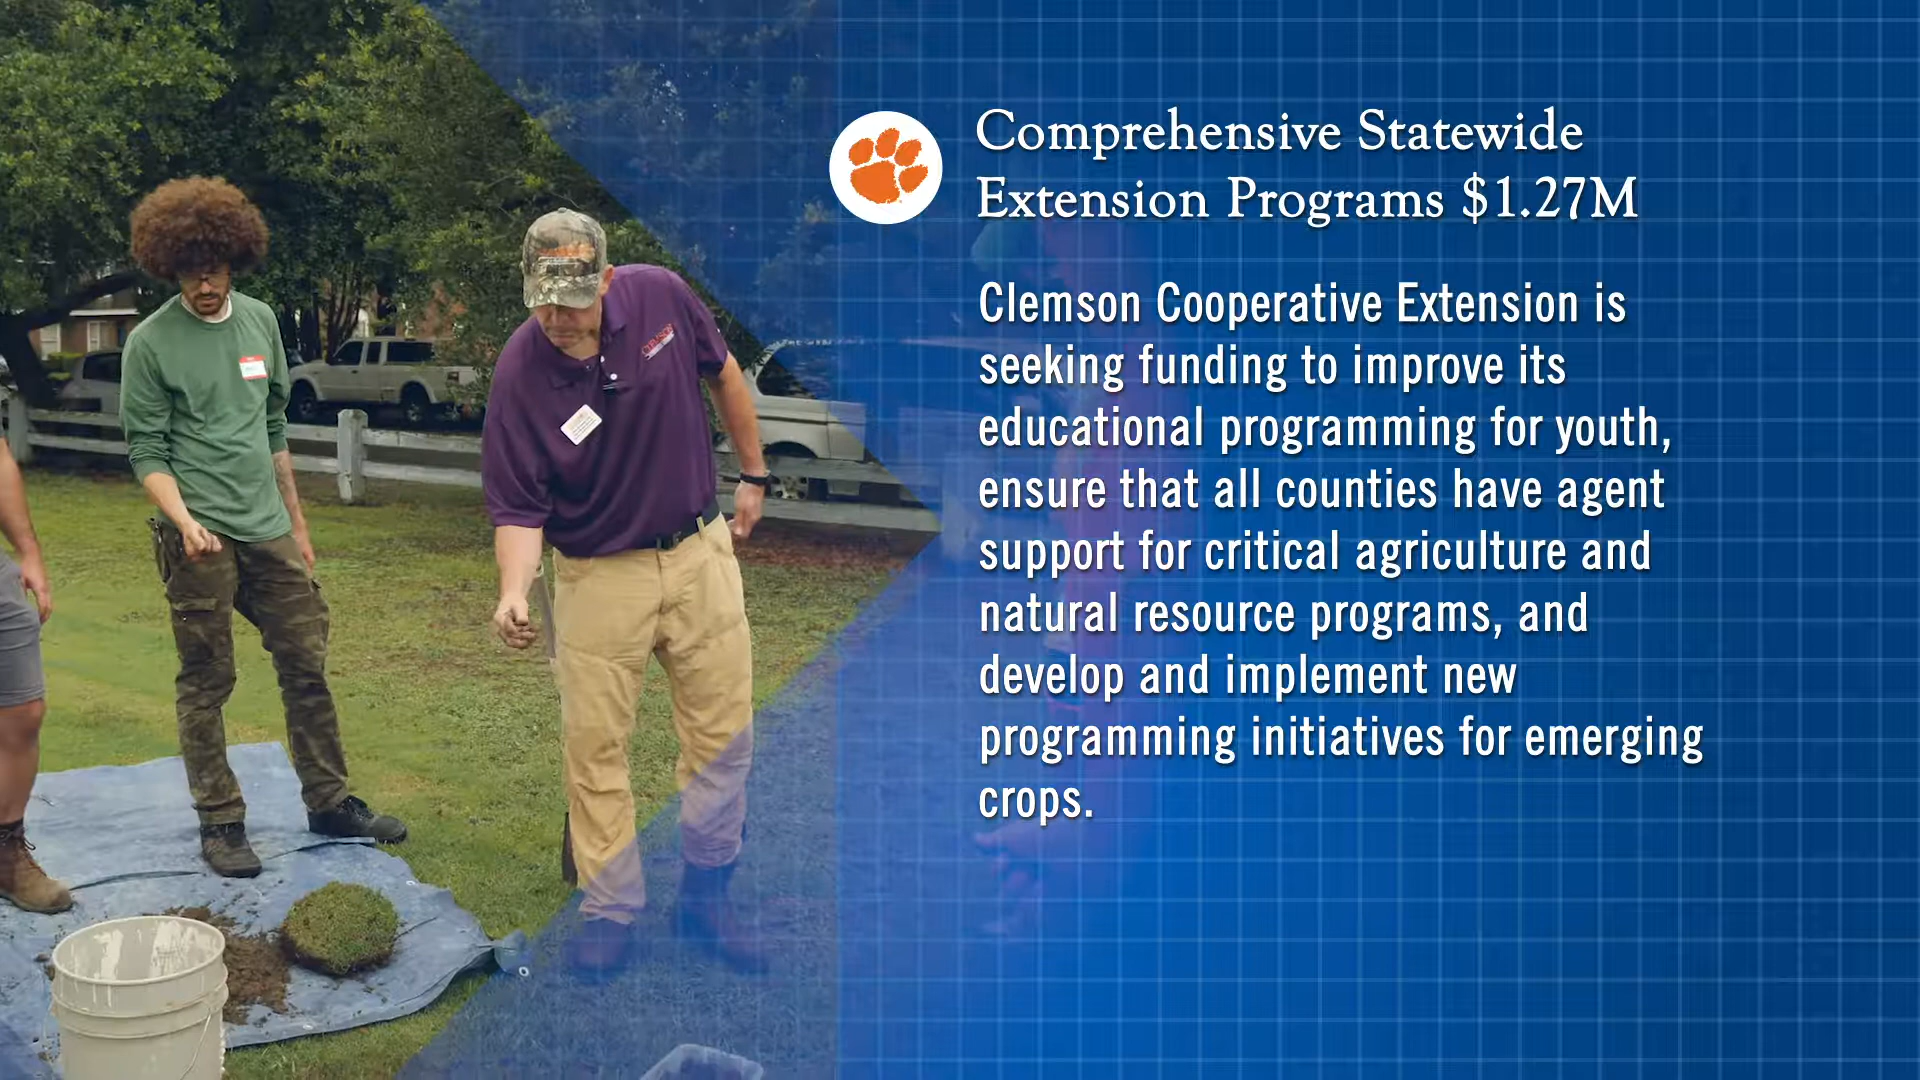 Comprehensive Statewide
Extension Programs $1.27M
Clemson Cooperative Extension is
seeking funding to improve its
educational programming for youth,
ensure that all counties have agent
support for critical agriculture and
natural resource programs, and
develop and implement new
programming initiatives for emerging
crops.